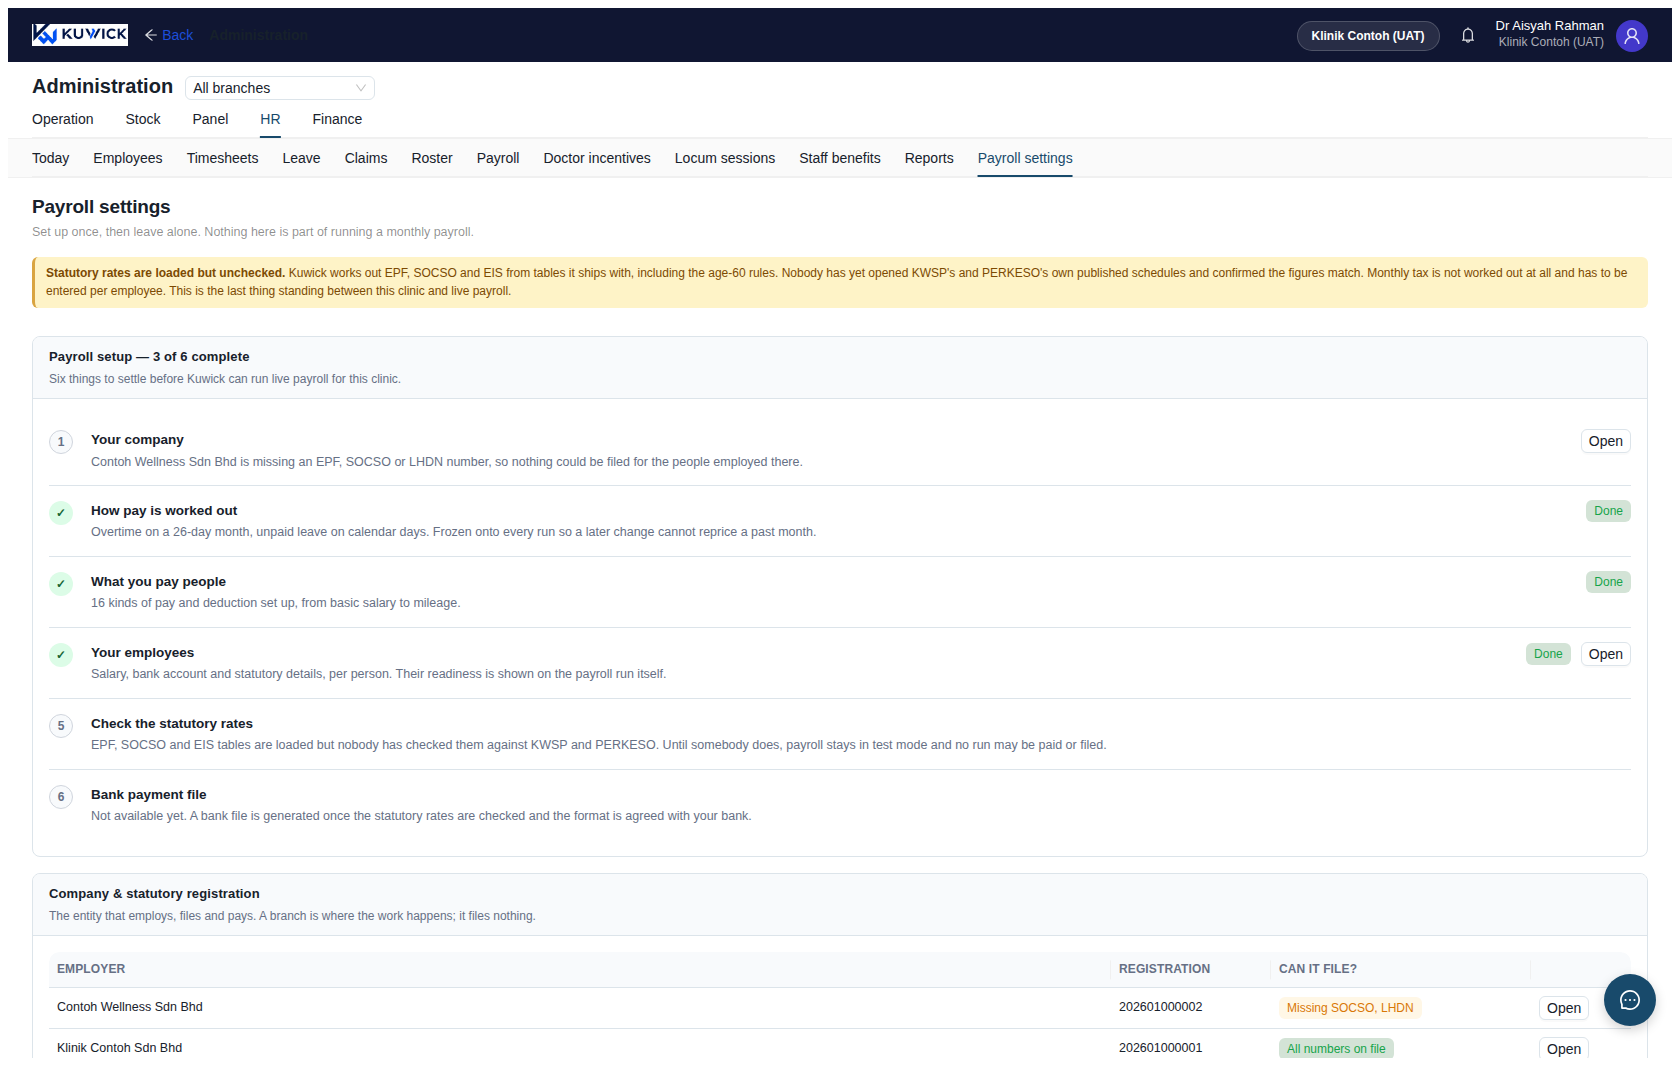 KUWICK
Back
Administration
Klinik Contoh (UAT)
Dr Aisyah Rahman
Klinik Contoh (UAT)
Administration
All branches
Operation Stock Panel HR Finance
Today Employees Timesheets Leave Claims Roster Payroll Doctor incentives Locum sessions Staff benefits Reports Payroll settings
Payroll settings
Set up once, then leave alone. Nothing here is part of running a monthly payroll.
Statutory rates are loaded but unchecked. Kuwick works out EPF, SOCSO and EIS from tables it ships with, including the age-60 rules. Nobody has yet opened KWSP's and PERKESO's own published schedules and confirmed the figures match. Monthly tax is not worked out at all and has to be
entered per employee. This is the last thing standing between this clinic and live payroll.
Payroll setup — 3 of 6 complete
Six things to settle before Kuwick can run live payroll for this clinic.
1 Your company Open
Contoh Wellness Sdn Bhd is missing an EPF, SOCSO or LHDN number, so nothing could be filed for the people employed there.
✓ How pay is worked out Done
Overtime on a 26-day month, unpaid leave on calendar days. Frozen onto every run so a later change cannot reprice a past month.
✓ What you pay people Done
16 kinds of pay and deduction set up, from basic salary to mileage.
✓ Your employees Done Open
Salary, bank account and statutory details, per person. Their readiness is shown on the payroll run itself.
5 Check the statutory rates
EPF, SOCSO and EIS tables are loaded but nobody has checked them against KWSP and PERKESO. Until somebody does, payroll stays in test mode and no run may be paid or filed.
6 Bank payment file
Not available yet. A bank file is generated once the statutory rates are checked and the format is agreed with your bank.
Company & statutory registration
The entity that employs, files and pays. A branch is where the work happens; it files nothing.
EMPLOYER REGISTRATION CAN IT FILE?
Contoh Wellness Sdn Bhd 202601000002 Missing SOCSO, LHDN Open
Klinik Contoh Sdn Bhd 202601000001 All numbers on file Open